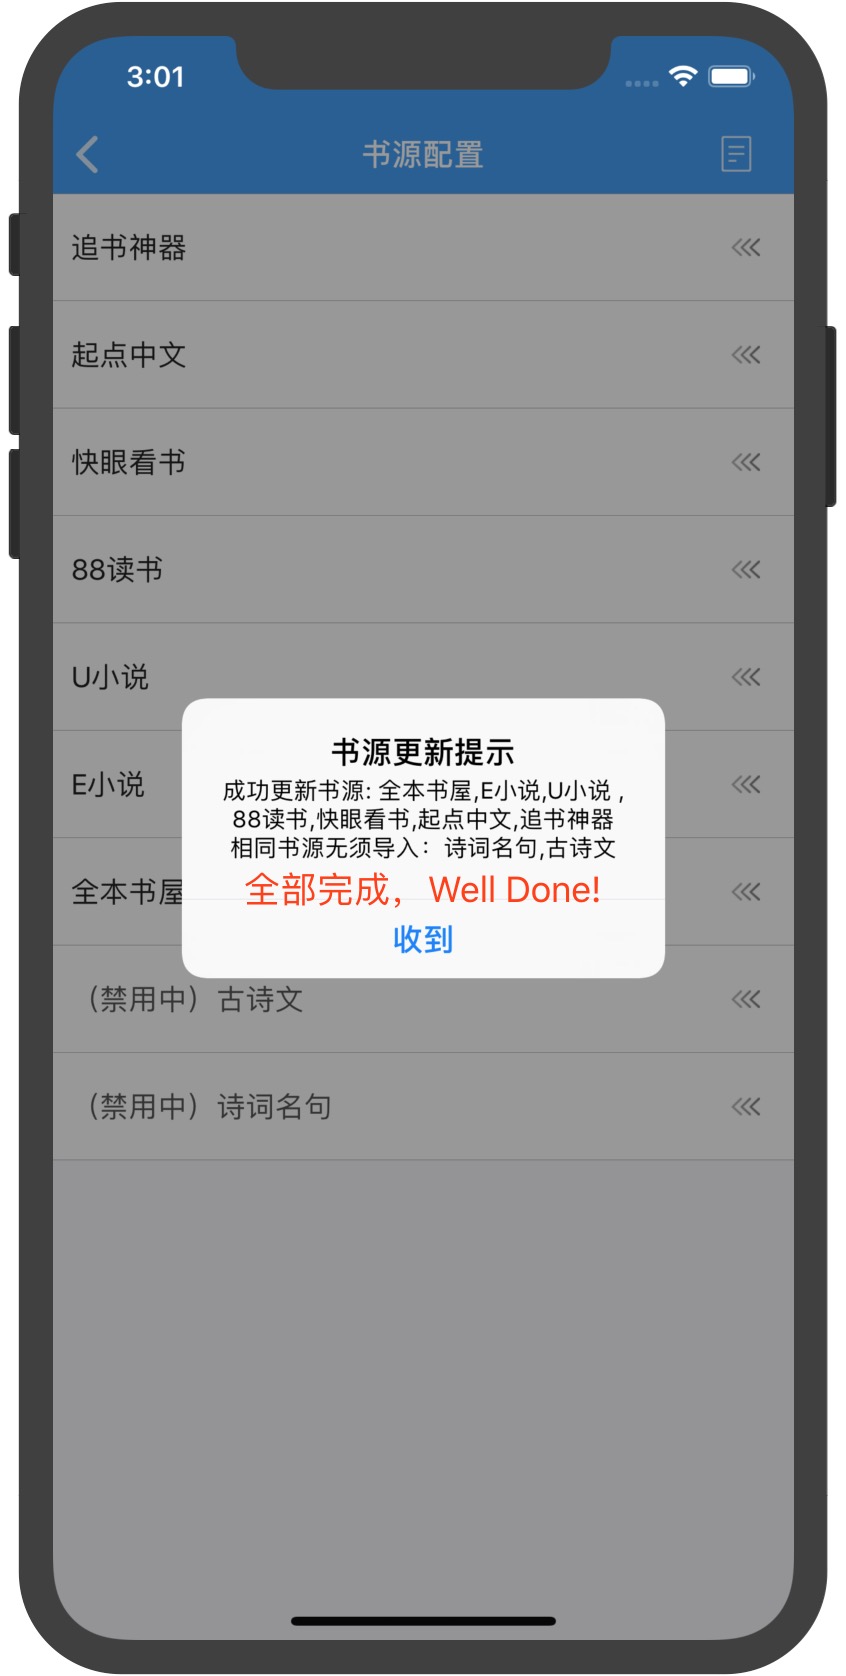 3:01
书源配置
追书神器
起点中文
快眼看书
88读书
U小说
E小说
全本书屋
（禁用中）古诗文
（禁用中）诗词名句
书源更新提示
成功更新书源: 全本书屋,E小说,U小说 ,
88读书,快眼看书,起点中文,追书神器
相同书源无须导入：诗词名句,古诗文
全部完成，Well Done!
收到